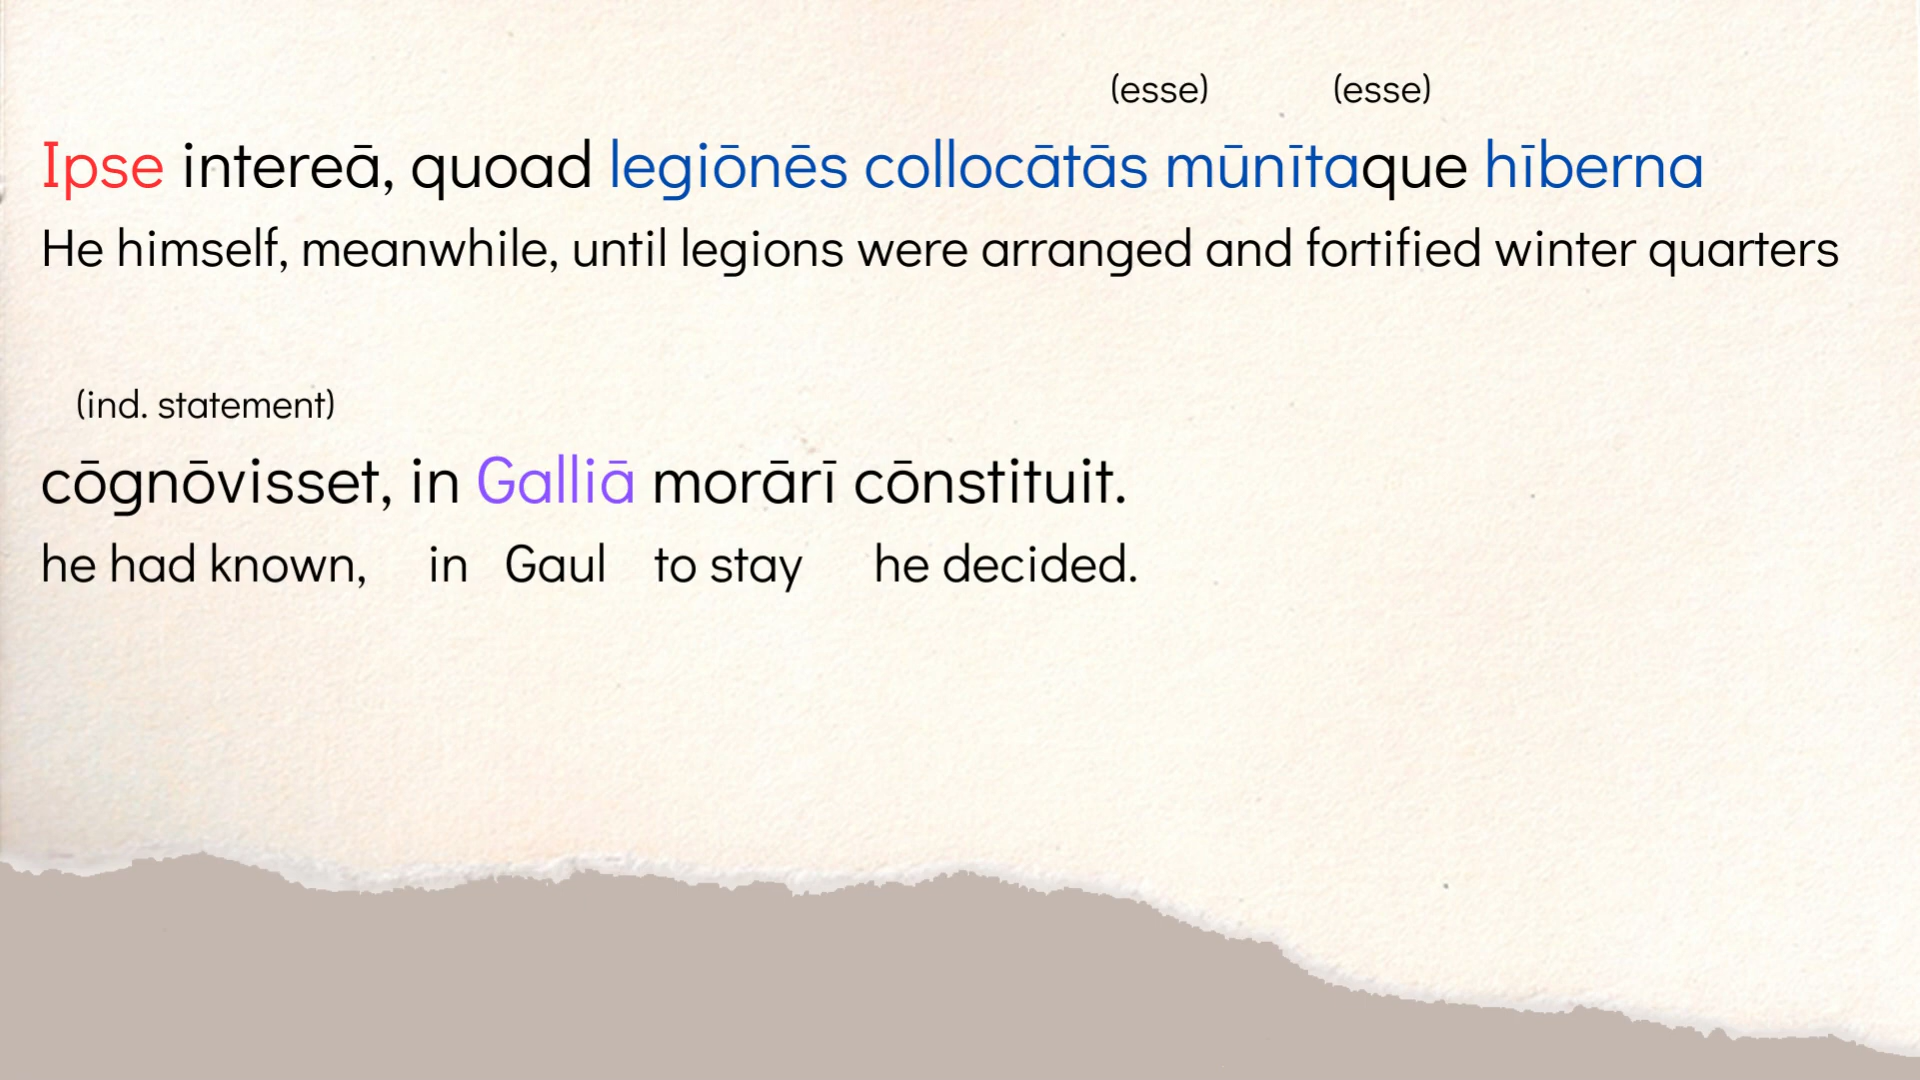 (esse) (esse)
Ipse intereā, quoad legiōnēs collocātās mūnītaque hīberna
He himself, meanwhile, until legions were arranged and fortified winter quarters
(ind. statement)
cōgnōvisset, in Galliā morārī cōnstituit.
he had known, in Gaul to stay he decided.